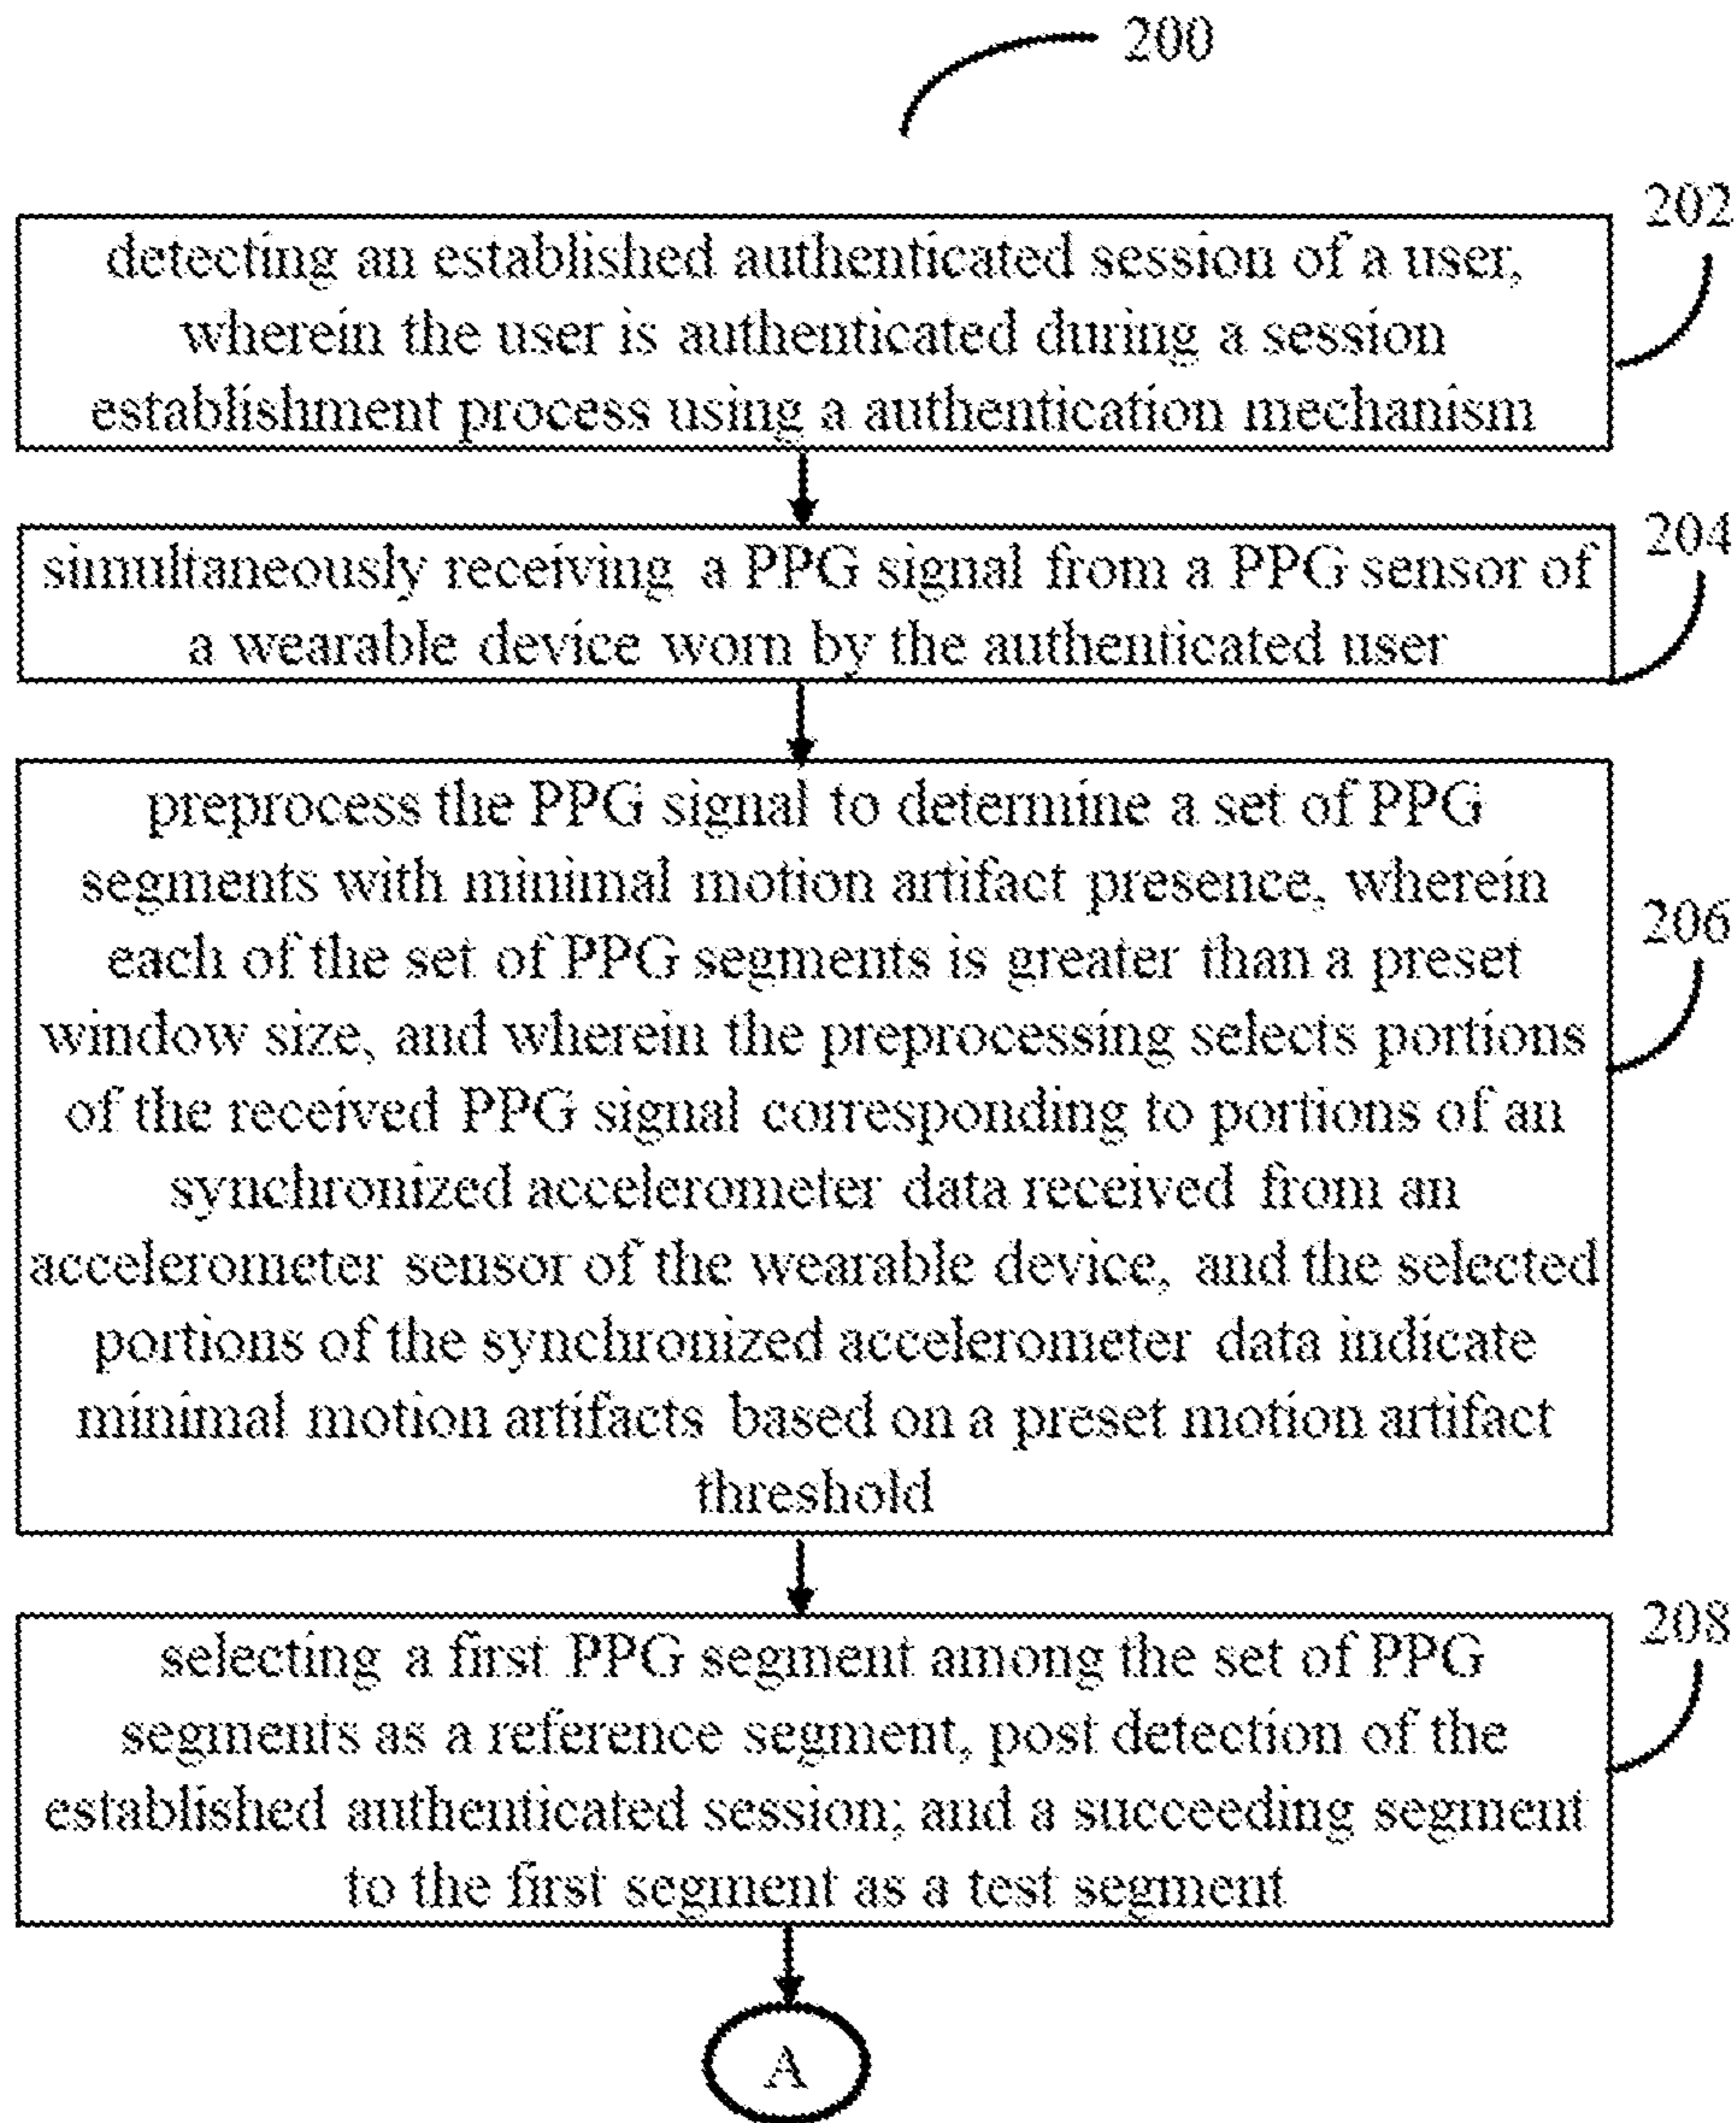 200
202
detecting an established authenticated session of a user,
wherein the user is authenticated during a session
establishment process using a authentication mechanism
204
simultaneously receiving a PPG signal from a PPG sensor of
a wearable device worn by the authenticated user
preprocess the PPG signal to determine a set of PPG
segments with minimal motion artifact presence, wherein
206
each of the set of PPG segments is greater than a preset
window size, and wherein the preprocessing selects portions
of the received PPG signal corresponding to portions of an
synchronized accelerometer data received from an
accelerometer sensor of the wearable device, and the selected
portions of the synchronized accelerometer data indicate
minimal motion artifacts based on a preset motion artifact
threshold
208
selecting a first PPG segment among the set of PPG
segments as a reference segment, post detection of the
established authenticated session; and a succeeding segment
to the first segment as a test segment
A